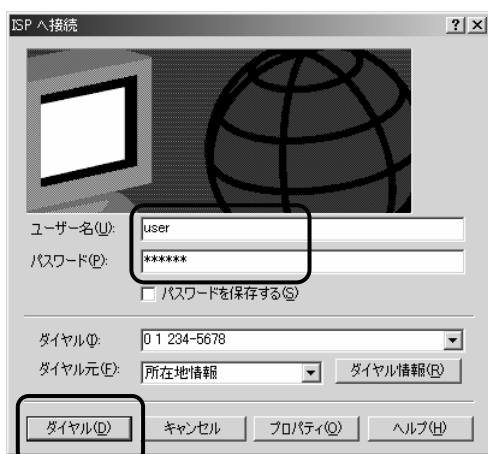 ISP へ接続
ユーザー名(U): user
パスワード(P): ******
パスワードを保存する(S)
ダイヤル(I): 0 1 234-5678
ダイヤル元(F): 所在地情報 ダイヤル情報(R)
ダイヤル(D) キャンセル プロパティ(O) ヘルプ(H)